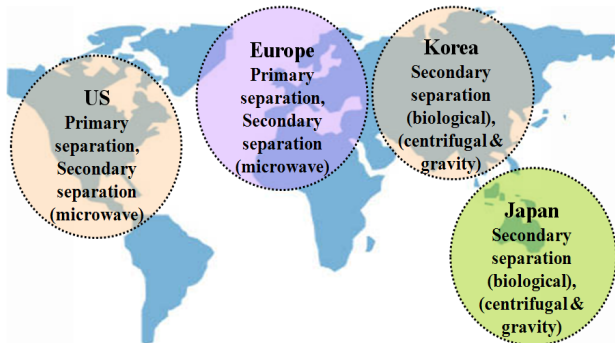 US
Primary
separation,
Secondary
separation
(microwave)
Europe
Primary
separation,
Secondary
separation
(microwave)
Korea
Secondary
separation
(biological),
(centrifugal &
gravity)
Japan
Secondary
separation
(biological),
(centrifugal &
gravity)